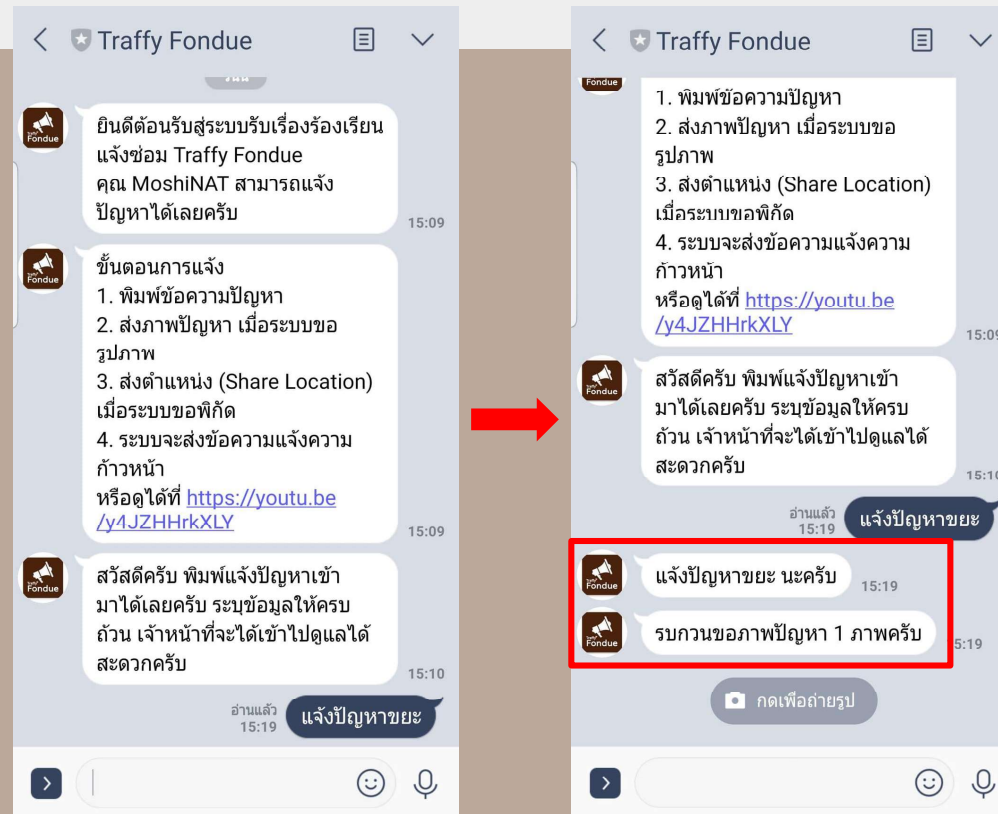 Traffy Fondue
Fondue
ยินดีต้อนรับสู่ระบบรับเรื่องร้องเรียน
แจ้งซ่อม Traffy Fondue
คุณ MoshiNAT สามารถแจ้ง
ปัญหาได้เลยครับ
15:09
Fondue
ขั้นตอนการแจ้ง
1. พิมพ์ข้อความปัญหา
2. ส่งภาพปัญหา เมื่อระบบขอ
รูปภาพ
3. ส่งตำแหน่ง (Share Location)
เมื่อระบบขอพิกัด
4. ระบบจะส่งข้อความแจ้งความ
ก้าวหน้า
หรือดูได้ที่ https://youtu.be
/y4JZHHrkXLY
15:09
Fondue
สวัสดีครับ พิมพ์แจ้งปัญหาเข้า
มาได้เลยครับ ระบุข้อมูลให้ครบ
ถ้วน เจ้าหน้าที่จะได้เข้าไปดูแลได้
สะดวกครับ
15:10
อ่านแล้ว
15:19
แจ้งปัญหาขยะ
Traffy Fondue
Fondue
1. พิมพ์ข้อความปัญหา
2. ส่งภาพปัญหา เมื่อระบบขอ
รูปภาพ
3. ส่งตำแหน่ง (Share Location)
เมื่อระบบขอพิกัด
4. ระบบจะส่งข้อความแจ้งความ
ก้าวหน้า
หรือดูได้ที่ https://youtu.be
/y4JZHHrkXLY
15:09
Fondue
สวัสดีครับ พิมพ์แจ้งปัญหาเข้า
มาได้เลยครับ ระบุข้อมูลให้ครบ
ถ้วน เจ้าหน้าที่จะได้เข้าไปดูแลได้
สะดวกครับ
15:10
อ่านแล้ว
15:19
แจ้งปัญหาขยะ
Fondue
แจ้งปัญหาขยะ นะครับ
15:19
Fondue
รบกวนขอภาพปัญหา 1 ภาพครับ
5:19
กดเพื่อถ่ายรูป